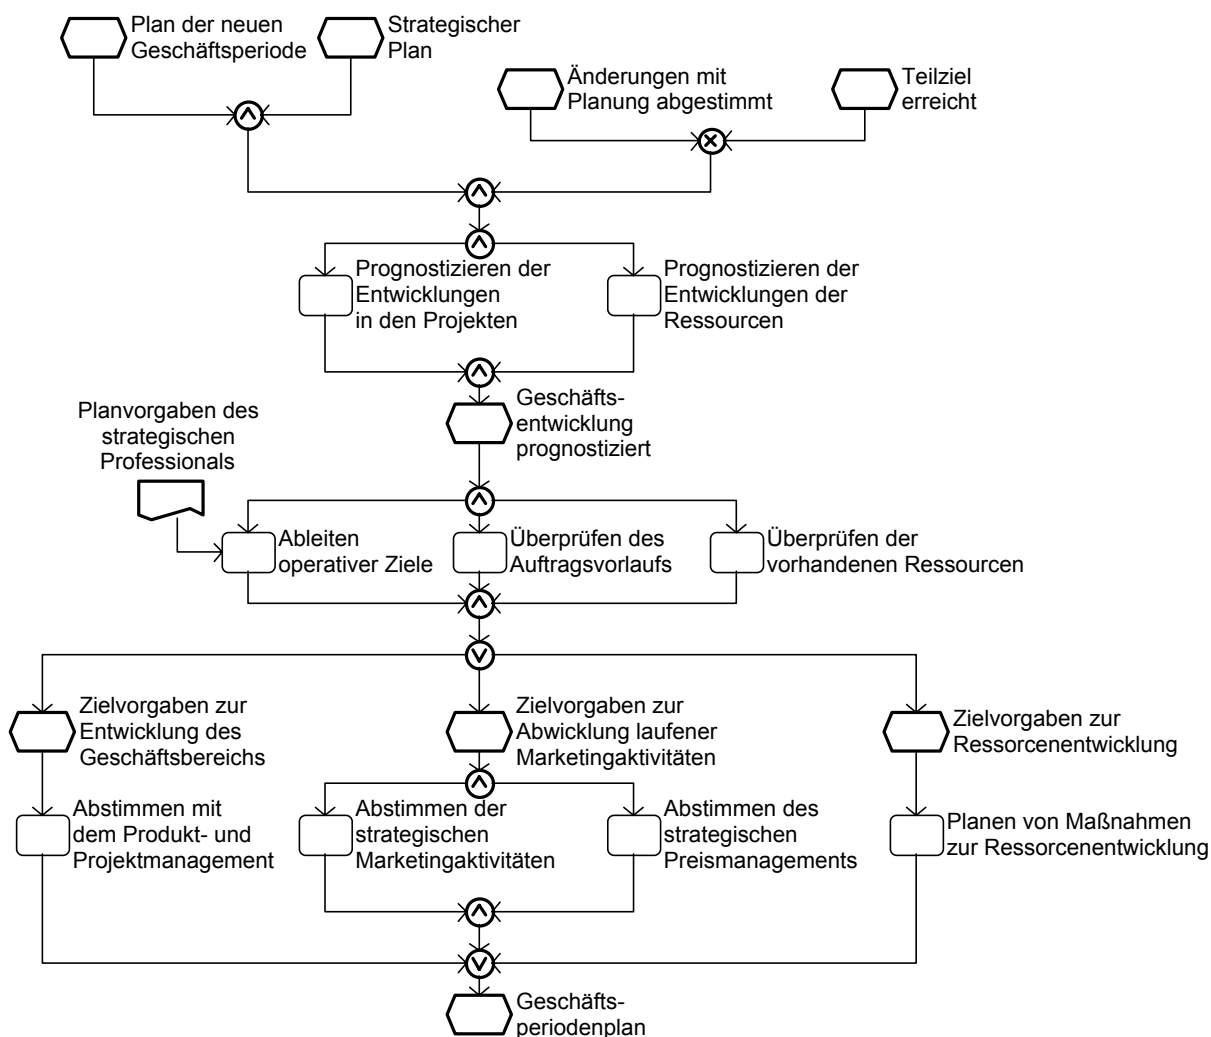 Plan der neuen
Geschäftsperiode
Strategischer
Plan
Änderungen mit
Planung abgestimmt
Teilziel
erreicht
Prognostizieren der
Entwicklungen
in den Projekten
Prognostizieren der
Entwicklungen der
Ressourcen
Geschäfts-
entwicklung
prognostiziert
Planvorgaben des
strategischen
Professionals
Ableiten
operativer Ziele
Überprüfen des
Auftragsvorlaufs
Überprüfen der
vorhandenen Ressourcen
Zielvorgaben zur
Entwicklung des
Geschäftsbereichs
Zielvorgaben zur
Abwicklung laufener
Marketingaktivitäten
Zielvorgaben zur
Ressorcenentwicklung
Abstimmen mit
dem Produkt- und
Projektmanagement
Abstimmen der
strategischen
Marketingaktivitäten
Abstimmen des
strategischen
Preismanagements
Planen von Maßnahmen
zur Ressorcenentwicklung
Geschäfts-
periodenplan